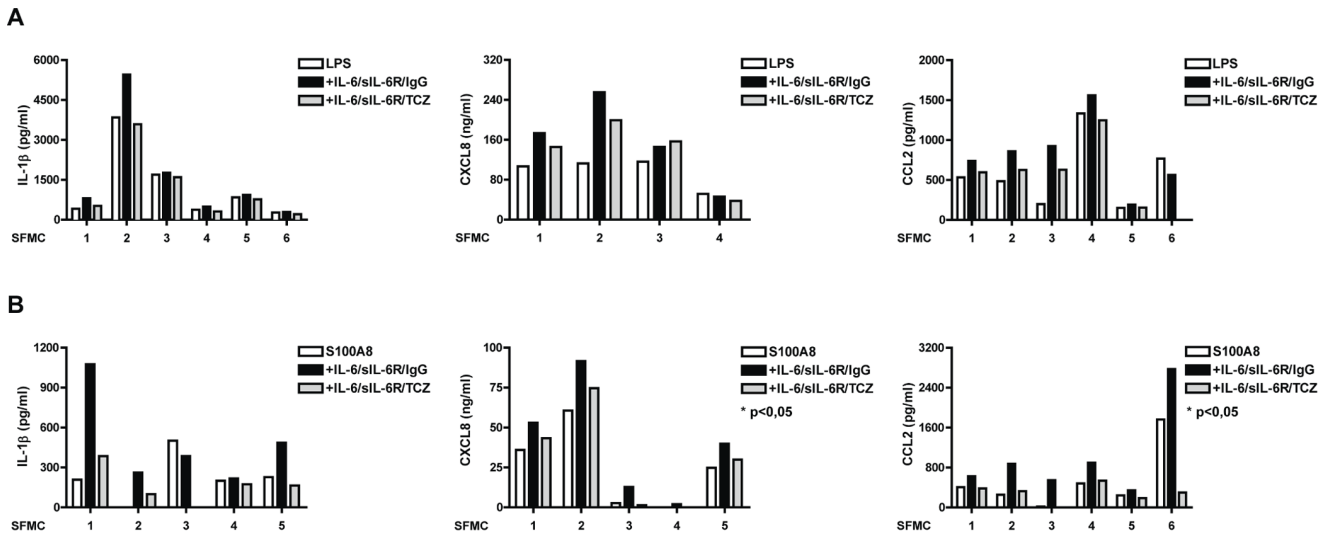 A
IL-1β (pg/ml)
6000
4500
3000
1500
0
LPS
+IL-6/sIL-6R/IgG
+IL-6/sIL-6R/TCZ
SFMC 1 2 3 4 5 6
CXCL8 (ng/ml)
320
240
160
80
0
LPS
+IL-6/sIL-6R/IgG
+IL-6/sIL-6R/TCZ
SFMC 1 2 3 4
CCL2 (pg/ml)
2000
1500
1000
500
0
LPS
+IL-6/sIL-6R/IgG
+IL-6/sIL-6R/TCZ
SFMC 1 2 3 4 5 6
B
IL-1β (pg/ml)
1200
900
600
300
0
S100A8
+IL-6/sIL-6R/IgG
+IL-6/sIL-6R/TCZ
SFMC 1 2 3 4 5
CXCL8 (ng/ml)
100
75
50
25
0
S100A8
+IL-6/sIL-6R/IgG
+IL-6/sIL-6R/TCZ
* p<0,05
SFMC 1 2 3 4 5
CCL2 (pg/ml)
3200
2400
1600
800
0
S100A8
+IL-6/sIL-6R/IgG
+IL-6/sIL-6R/TCZ
* p<0,05
SFMC 1 2 3 4 5 6